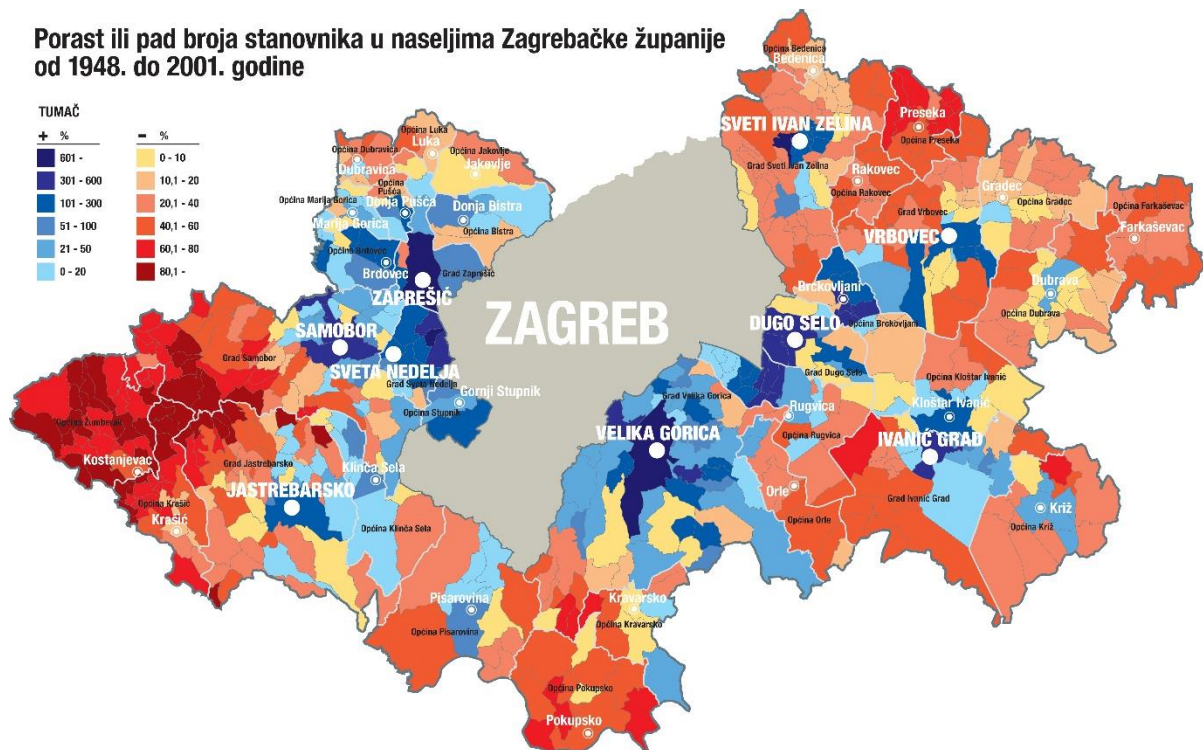 Porast ili pad broja stanovnika u naseljima Zagrebačke županije
od 1948. do 2001. godine
TUMAČ
+ % - %
601 - 0 - 10
301 - 600 10,1 - 20
101 - 300 20,1 - 40
51 - 100 40,1 - 60
21 - 50 60,1 - 80
0 - 20 80,1 -
Općina Bedenica
Bedenica
Preseka
SVETI IVAN ZELINA
Općina Preseka
Grad Sveti Ivan Zelina
Rakovec
Općina Rakovec
Gradec
Općina Gradec
Općina Farkaševac
Farkaševac
Grad Vrbovec
VRBOVEC
Dubrava
Općina Dubrava
Općina Luka
Luka
Općina Dubravica
Dubravica
Općina Jakovlje
Jakovlje
Općina
Pušća
Općina Marija Gorica
Donja Pušća
Marija Gorica
Donja Bistra
Općina Bistra
Općina Brdovec
Brdovec
Grad Zaprešić
ZAPREŠIĆ
ZAGREB
Brckovljani
Općina Brckovljani
DUGO SELO
Grad Dugo Selo
SAMOBOR
Grad Samobor
SVETA NEDELJA
Grad Sveta Nedelja
Gornji Stupnik
Općina Stupnik
Općina Kloštar Ivanić
Kloštar Ivanić
IVANIĆ GRAD
Grad Ivanić Grad
Grad Velika Gorica
VELIKA GORICA
Rugvica
Općina Rugvica
Orle
Općina Orle
Križ
Općina Križ
Općina Žumberak
Kostanjevac
Grad Jastrebarsko
JASTREBARSKO
Klinča Sela
Općina Klinča Sela
Općina Krašić
Krašić
Pisarovina
Općina Pisarovina
Kravarsko
Općina Kravarsko
Općina Pokupsko
Pokupsko